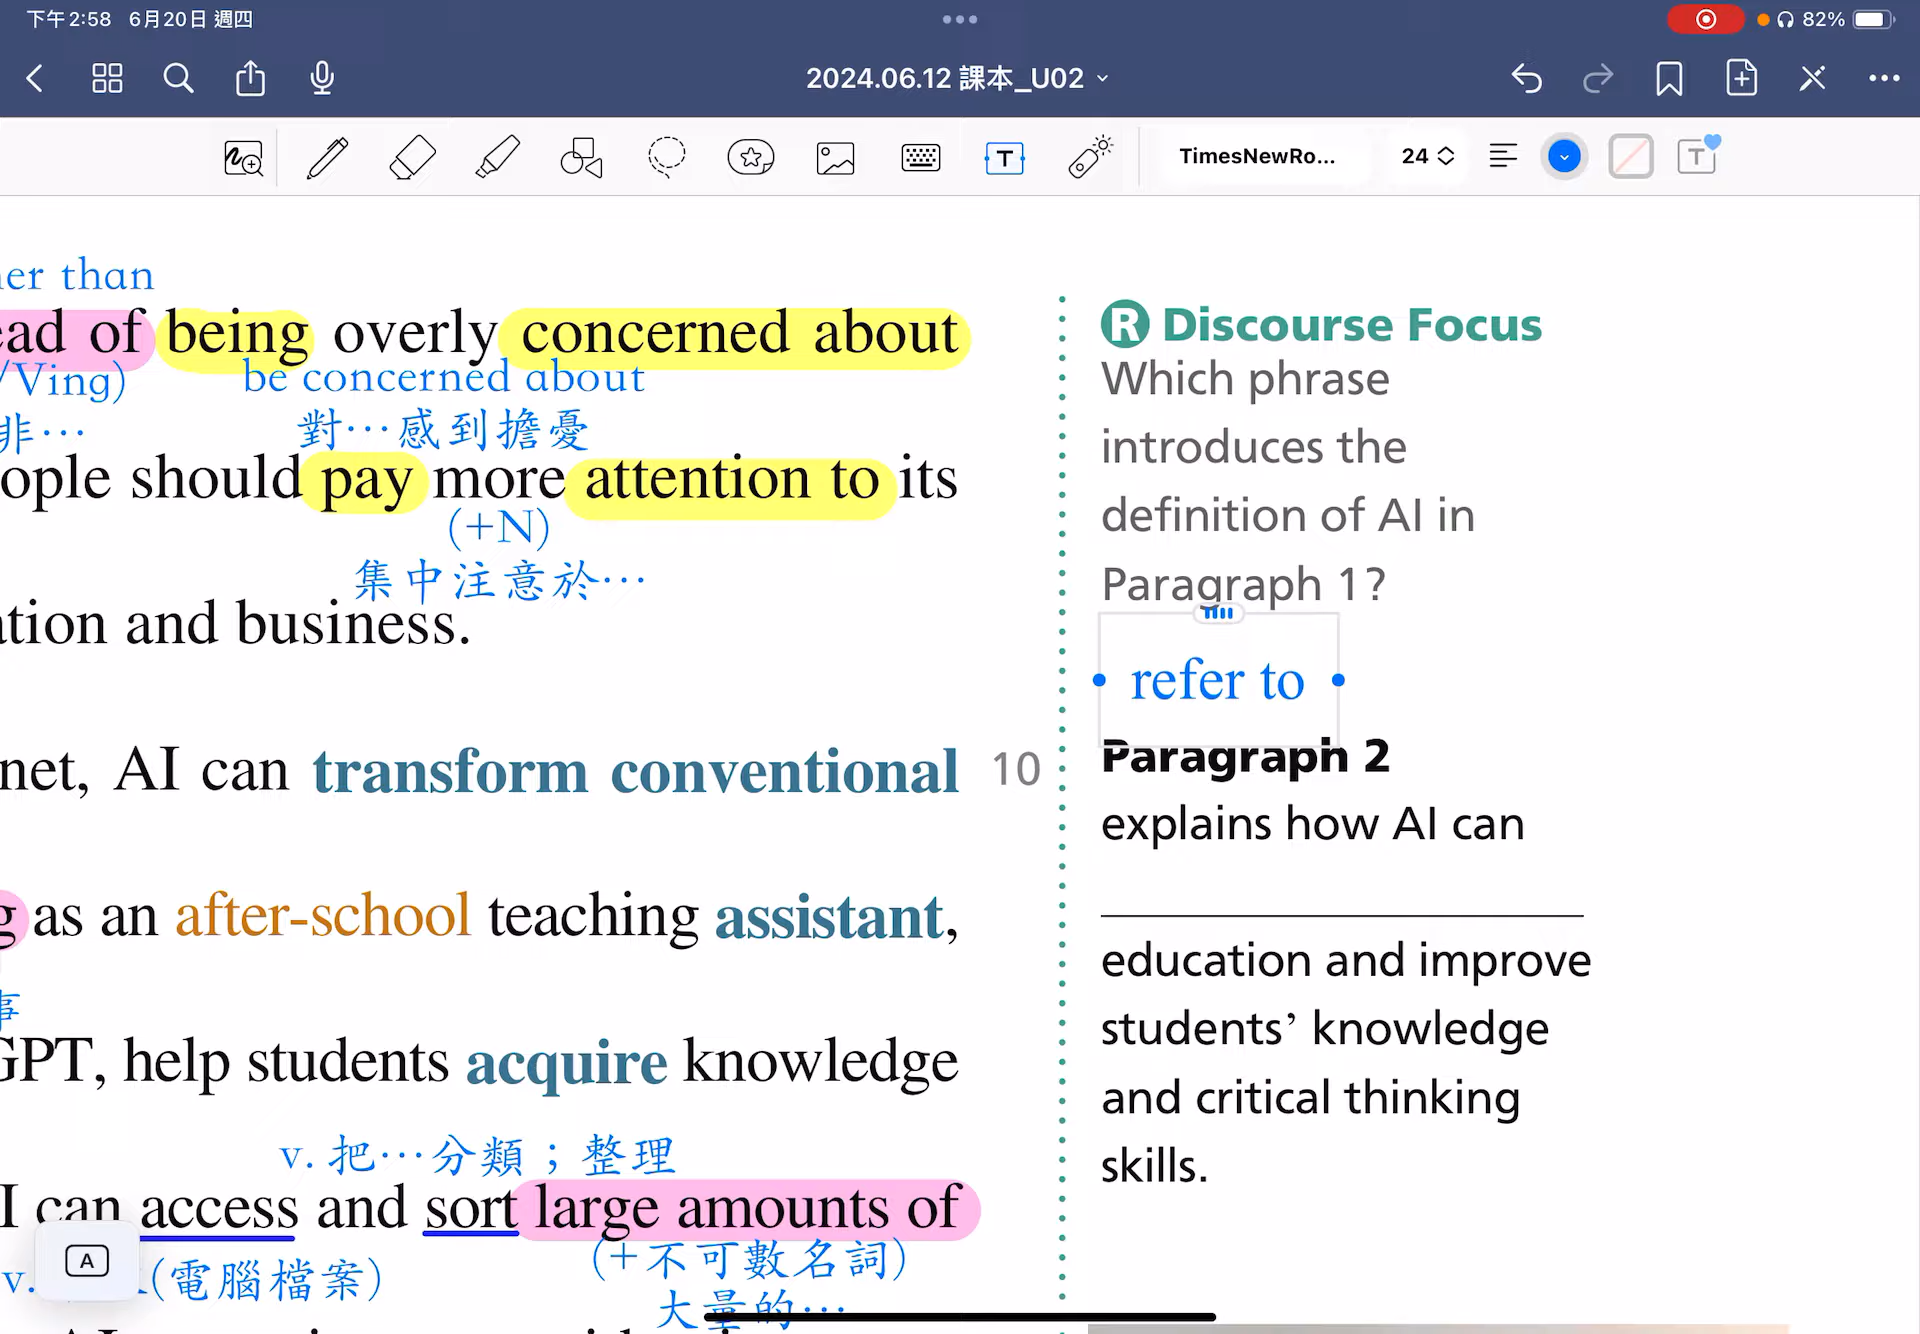 下午2:58 6月20日 週四
82%
2024.06.12 課本_U02
TimesNewRo...
24
her than
ead of being overly concerned about
/Ving) be concerned about
非… 對…感到擔憂
ople should pay more attention to its
(+N)
集中注意於…
ation and business.
net, AI can transform conventional 10
g as an after-school teaching assistant,
事
GPT, help students acquire knowledge
v. 把…分類；整理
I can access and sort large amounts of
v. (電腦檔案) (+不可數名詞)
大量的…
A
R Discourse Focus
Which phrase
introduces the
definition of AI in
Paragraph 1?
refer to
Paragraph 2
explains how AI can
education and improve
students’ knowledge
and critical thinking
skills.